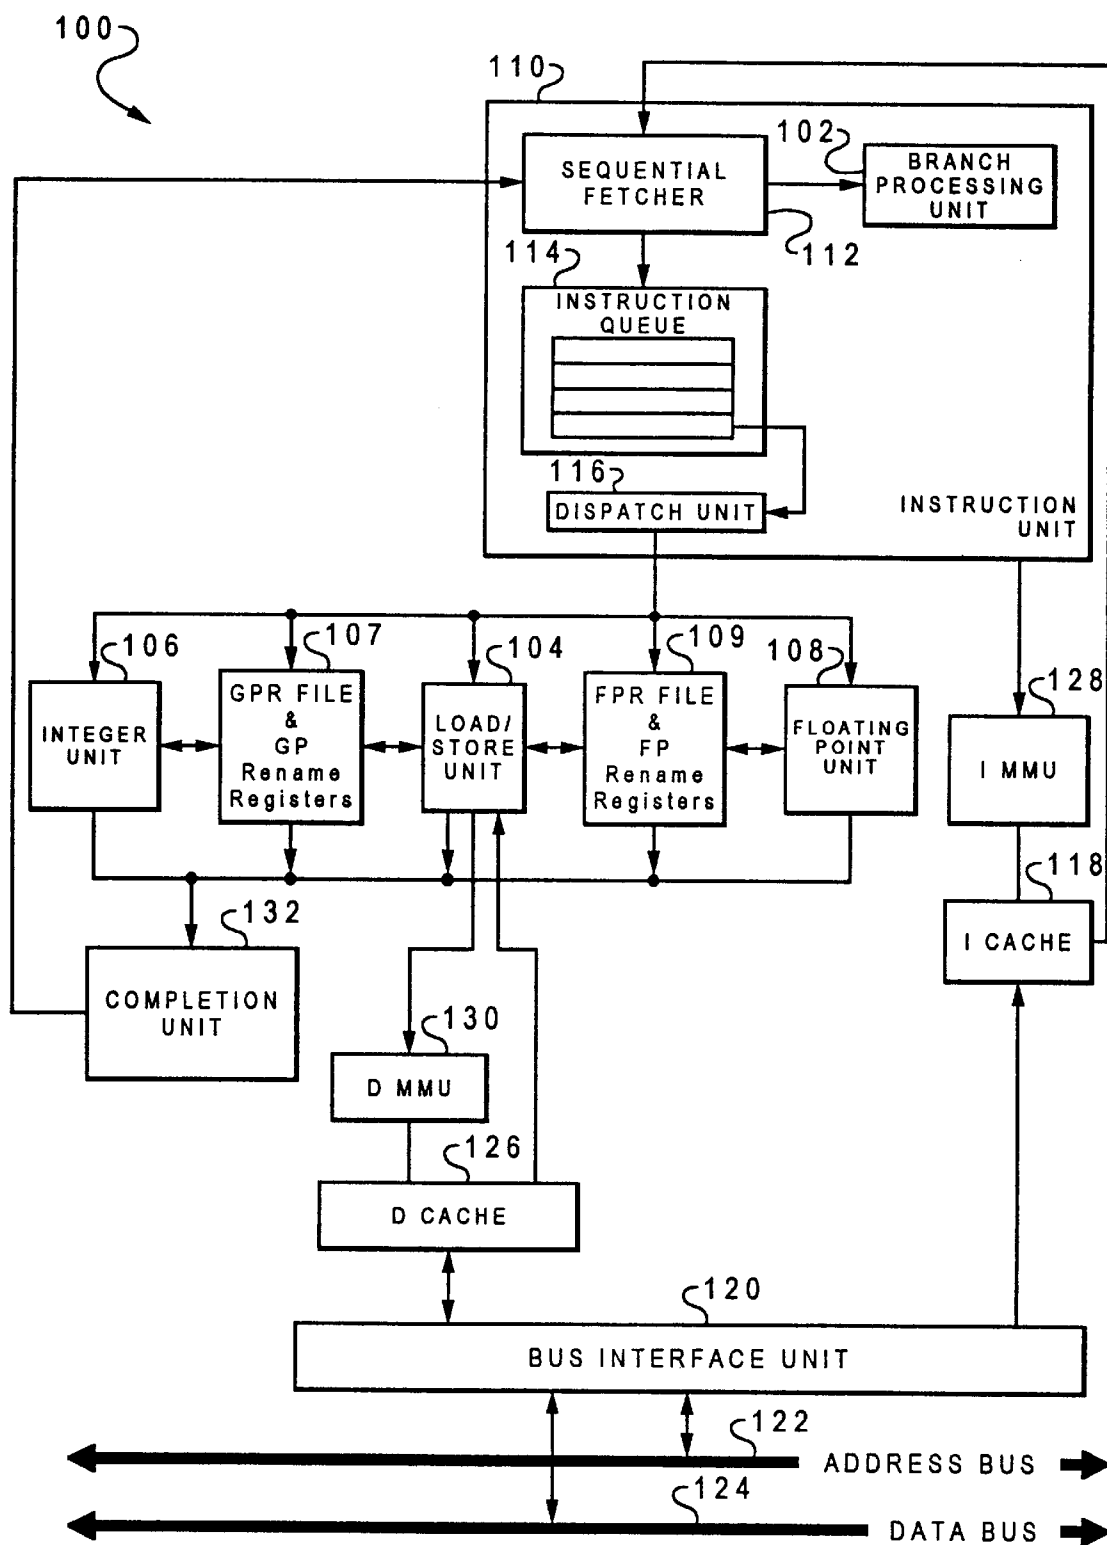 100
110
102
SEQUENTIAL
FETCHER
BRANCH
PROCESSING
UNIT
112
114
INSTRUCTION
QUEUE
116
DISPATCH UNIT
INSTRUCTION
UNIT
106
107
104
109
108
128
INTEGER
UNIT
GPR FILE
&
GP
Rename
Registers
LOAD/
STORE
UNIT
FPR FILE
&
FP
Rename
Registers
FLOATING
POINT
UNIT
I MMU
118
I CACHE
132
COMPLETION
UNIT
130
D MMU
126
D CACHE
120
BUS INTERFACE UNIT
122
ADDRESS BUS
124
DATA BUS